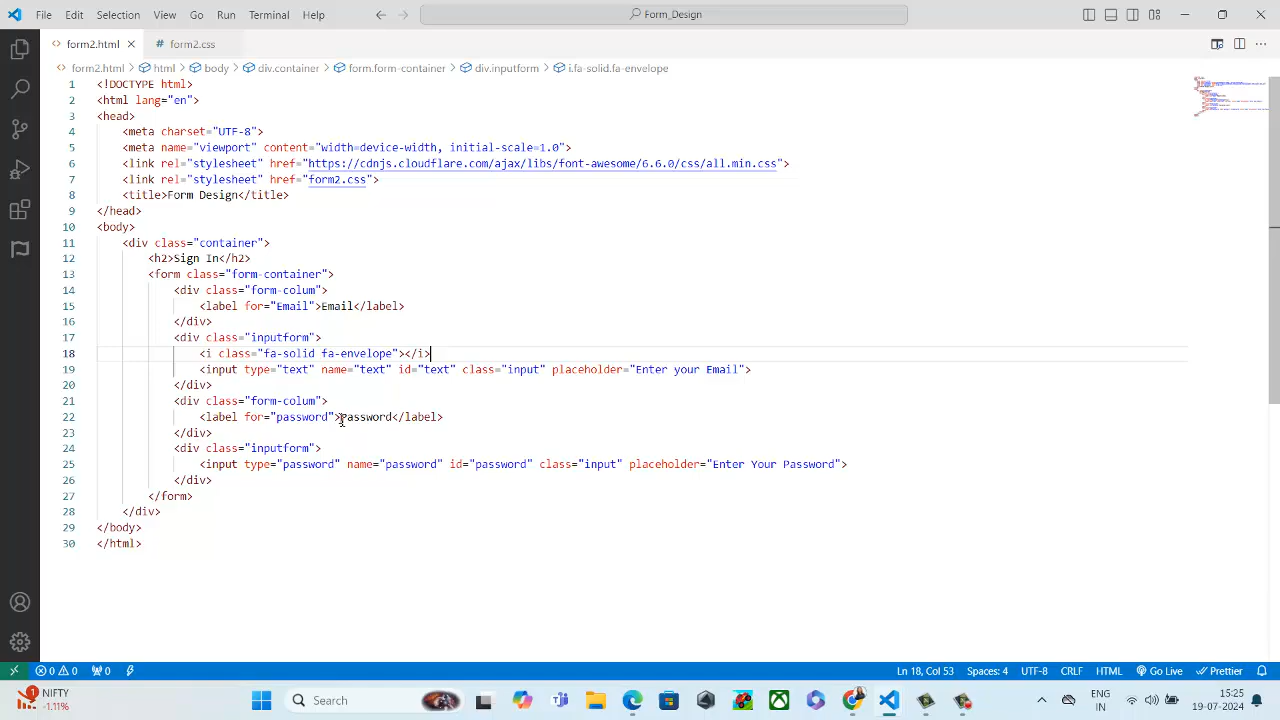 File Edit Selection View Go Run Terminal Help
Form_Design
form2.html
# form2.css
form2.html > html > body > div.container > form.form-container > div.inputform > i.fa-solid.fa-envelope
1 <!DOCTYPE html>
2 <html lang="en">
3 <head>
4 <meta charset="UTF-8">
5 <meta name="viewport" content="width=device-width, initial-scale=1.0">
6 <link rel="stylesheet" href="https://cdnjs.cloudflare.com/ajax/libs/font-awesome/6.6.0/css/all.min.css">
7 <link rel="stylesheet" href="form2.css">
8 <title>Form Design</title>
9 </head>
10 <body>
11 <div class="container">
12 <h2>Sign In</h2>
13 <form class="form-container">
14 <div class="form-colum">
15 <label for="Email">Email</label>
16 </div>
17 <div class="inputform">
18 <i class="fa-solid fa-envelope"></i>
19 <input type="text" name="text" id="text" class="input" placeholder="Enter your Email">
20 </div>
21 <div class="form-colum">
22 <label for="password">Password</label>
23 </div>
24 <div class="inputform">
25 <input type="password" name="password" id="password" class="input" placeholder="Enter Your Password">
26 </div>
27 </form>
28 </div>
29 </body>
30 </html>
0 0 0
Ln 18, Col 53 Spaces: 4 UTF-8 CRLF HTML Go Live Prettier
1 NIFTY
-1.11%
Search
ENG
IN
15:25
19-07-2024